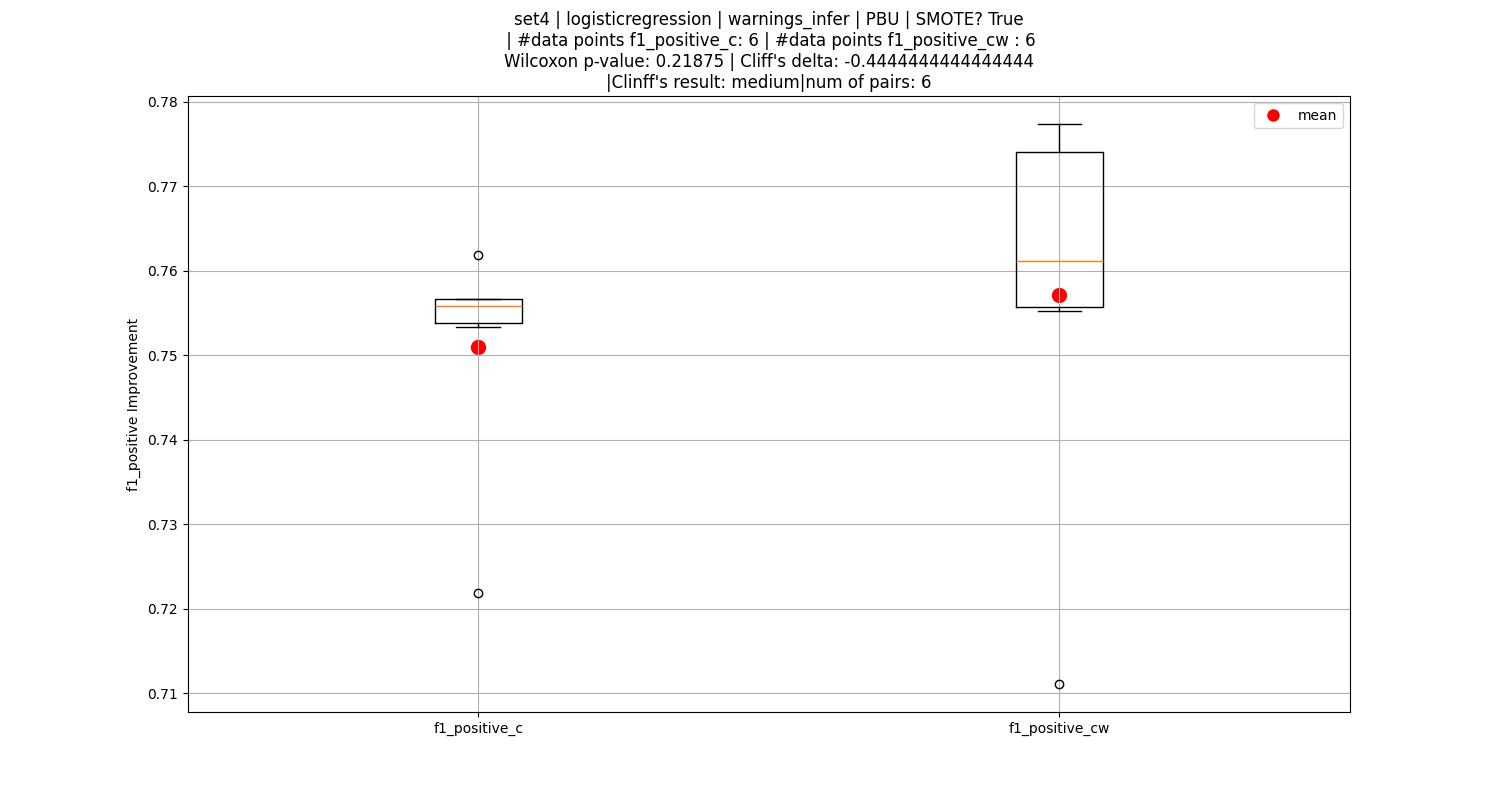 set4 | logisticregression | warnings_infer | PBU | SMOTE? True
| #data points f1_positive_c: 6 | #data points f1_positive_cw : 6
Wilcoxon p-value: 0.21875 | Cliff's delta: -0.4444444444444444
|Clinff's result: medium|num of pairs: 6
mean
0.78
0.77
0.76
0.75
0.74
0.73
0.72
0.71
f1_positive Improvement
f1_positive_c
f1_positive_cw